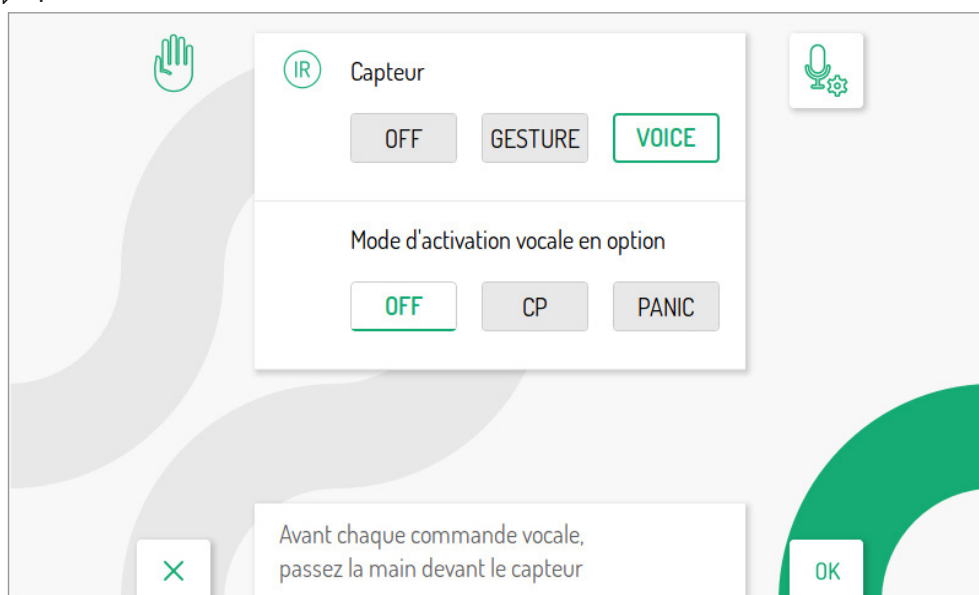 IR Capteur
OFF GESTURE VOICE
Mode d'activation vocale en option
OFF CP PANIC
Avant chaque commande vocale,
passez la main devant le capteur
OK